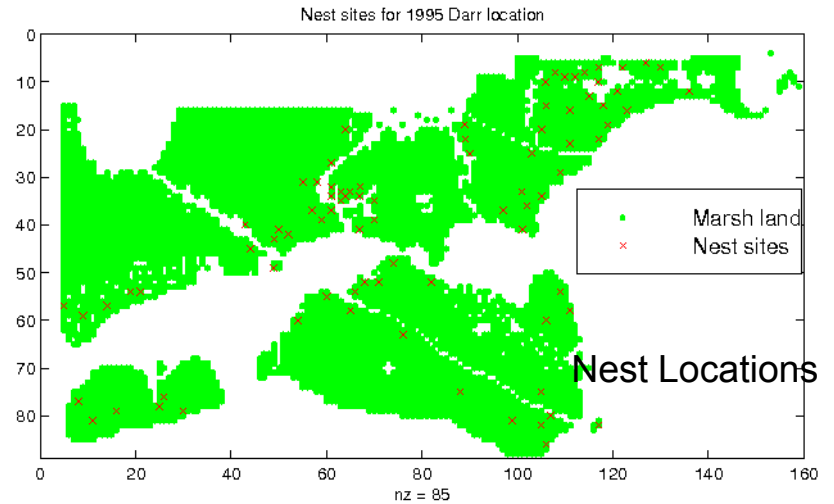 Nest sites for 1995 Darr location
0
10
20
30
40
50
60
70
80
Marsh land
Nest sites
Nest Locations
0 20 40 60 80 100 120 140 160
nz = 85